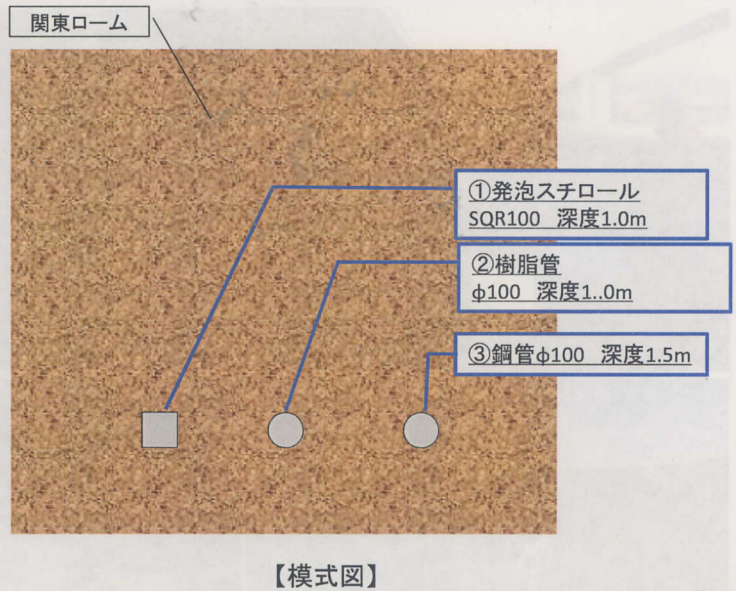 関東ローム
①発泡スチロール
SQR100 深度1.0m
②樹脂管
φ100 深度1..0m
③鋼管φ100 深度1.5m
【模式図】